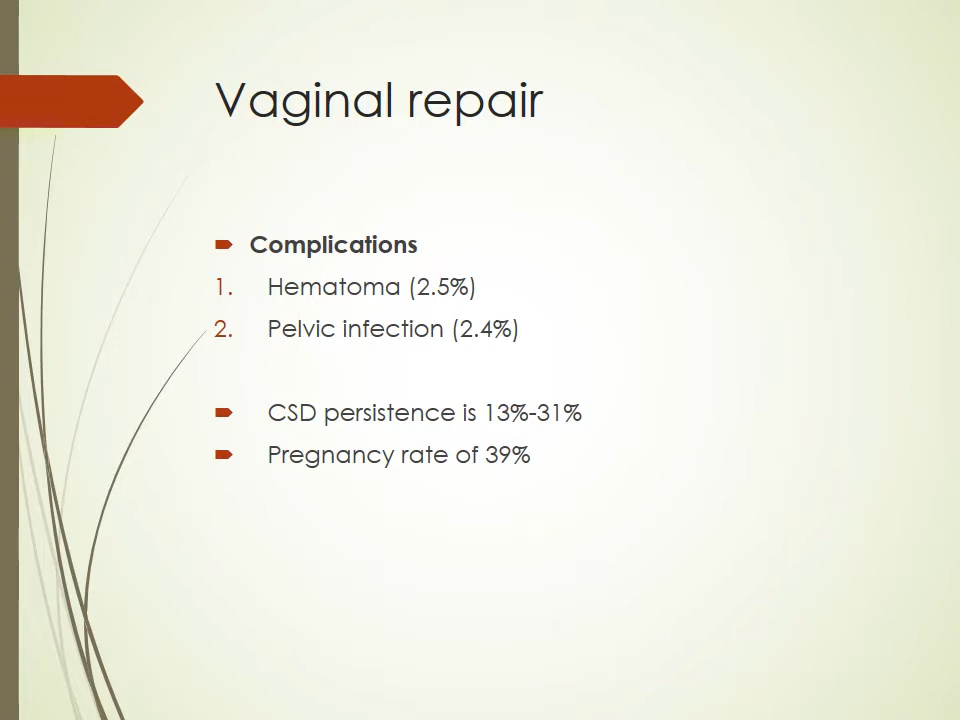 Vaginal repair
Complications
1. Hematoma (2.5%)
2. Pelvic infection (2.4%)
CSD persistence is 13%-31%
Pregnancy rate of 39%